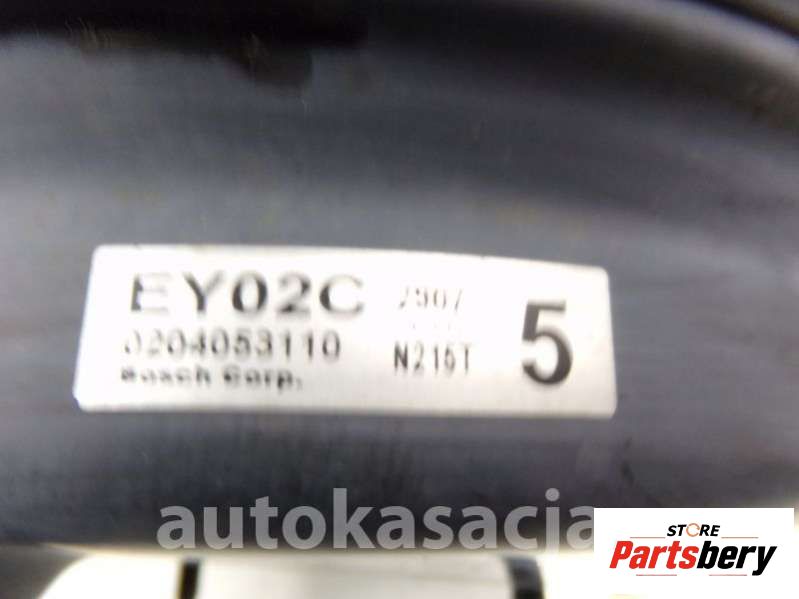 EY02C
0204053110 N215T
Bosch Corp.
5
autokasacja
STORE
Partsbery